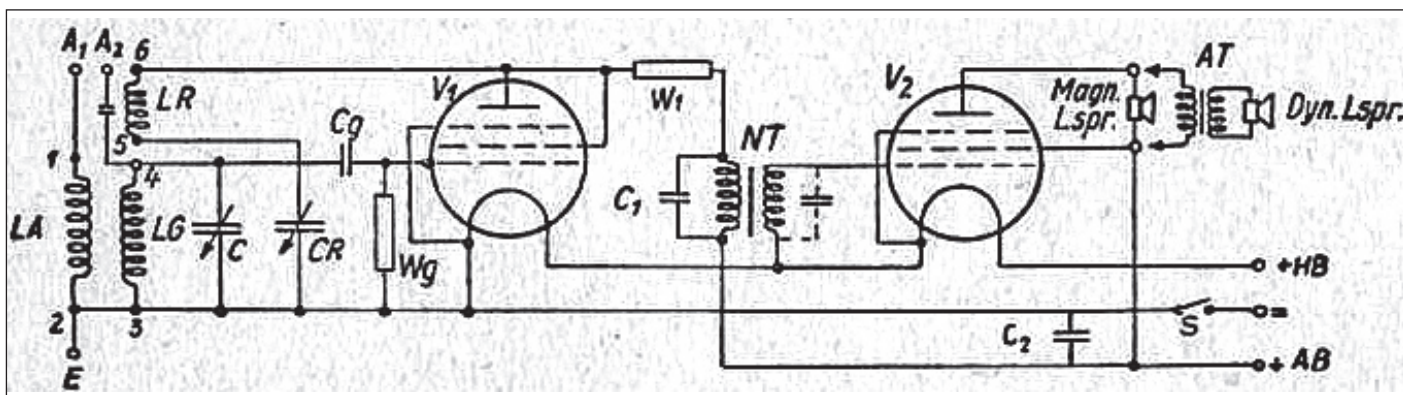 A1 A2 6
LR
5
1
4
LA
LG
C
CR
2
3
E
Cg
Wg
V1
W1
C1
NT
V2
Magn.
Lspr.
AT
Dyn. Lspr.
+HB
S
=
C2
+AB